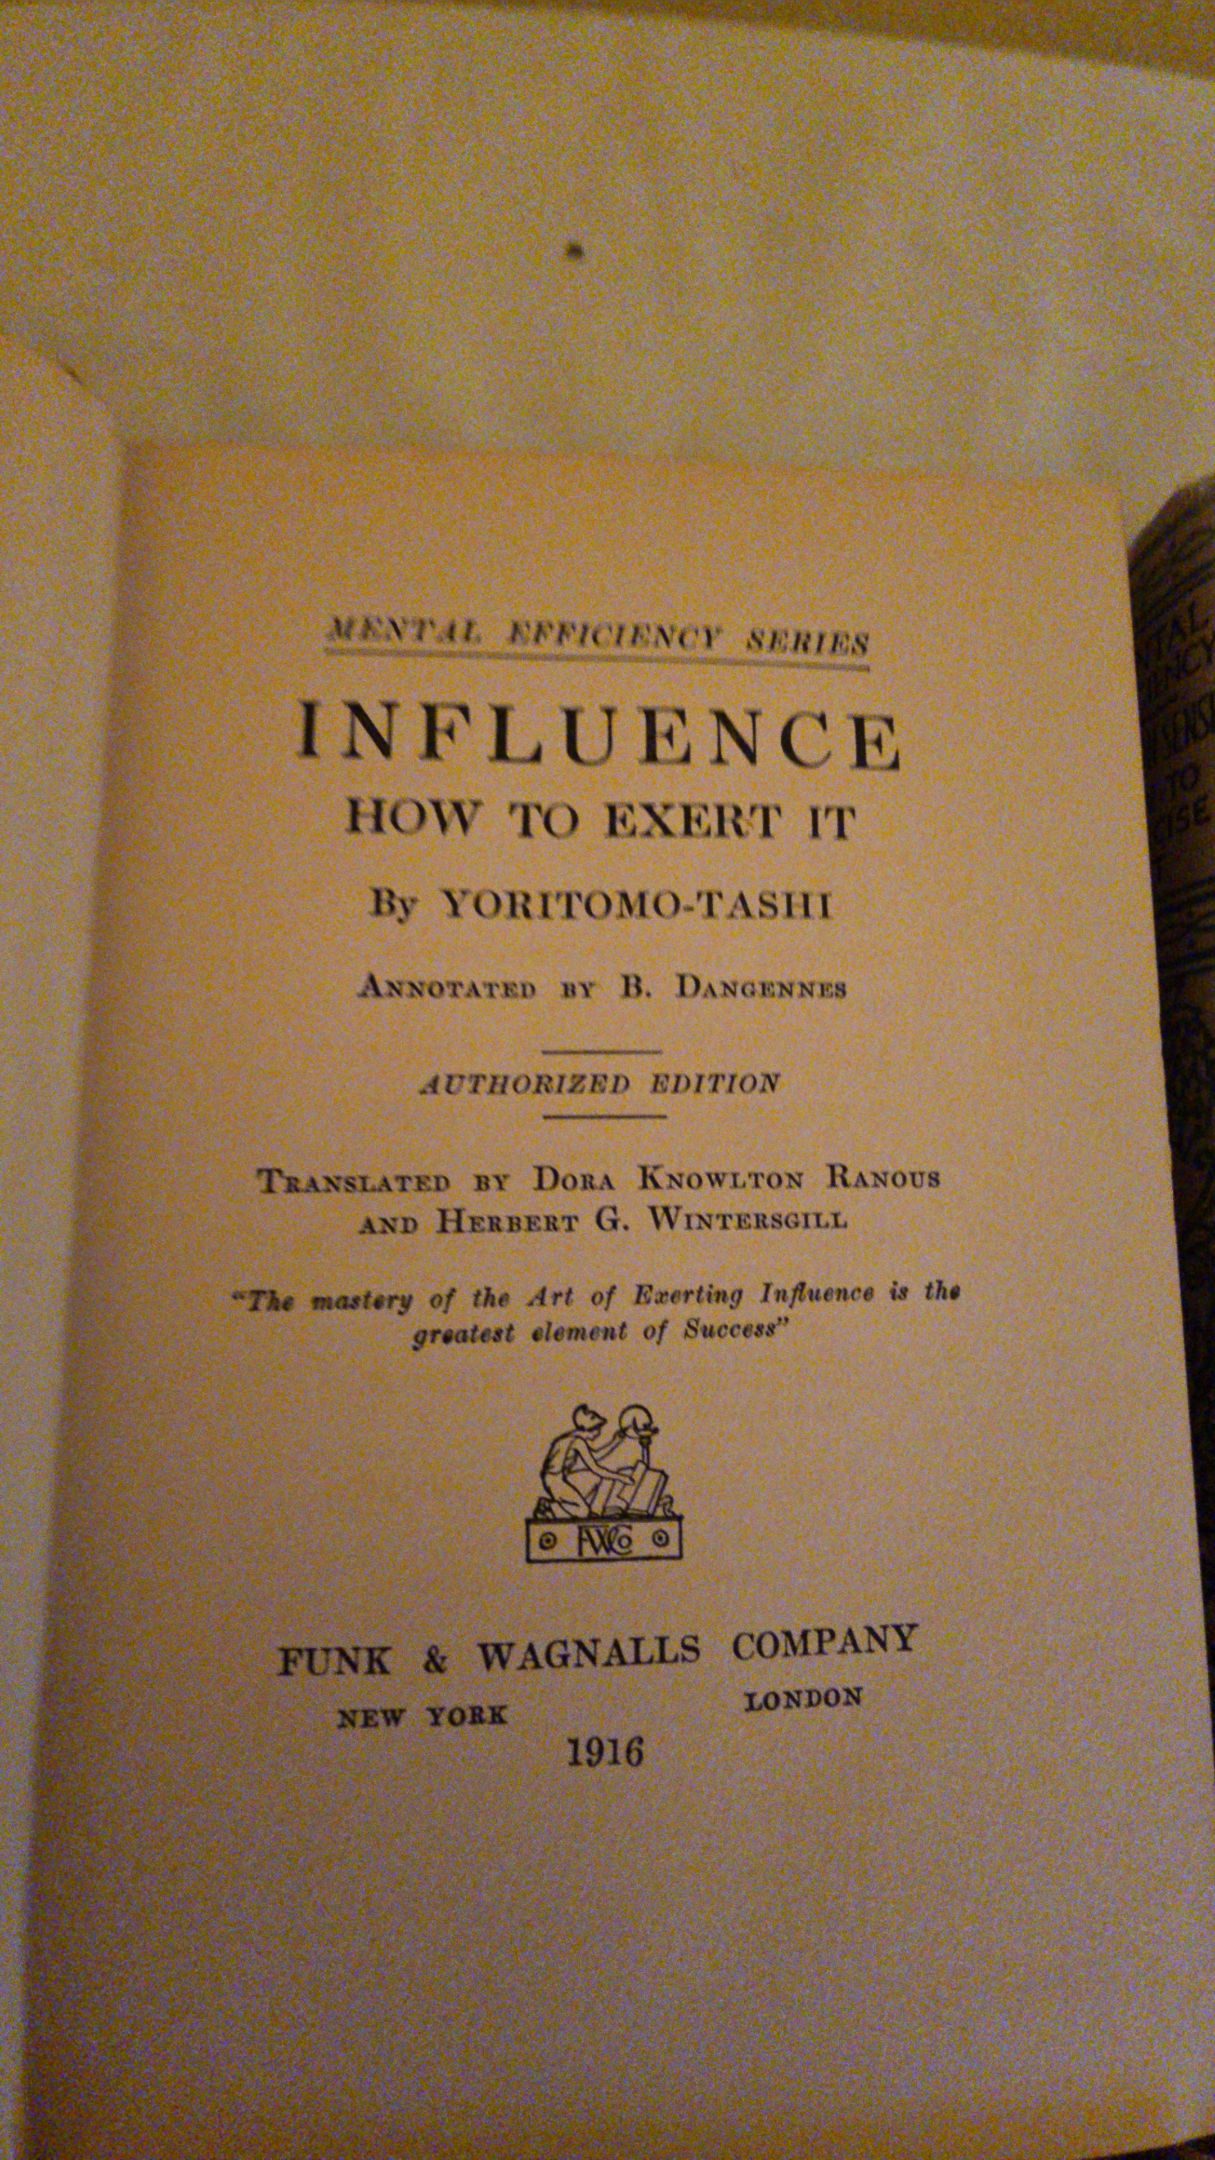 MENTAL EFFICIENCY SERIES
INFLUENCE
HOW TO EXERT IT
By YORITOMO-TASHI
ANNOTATED BY B. DANGENNES
AUTHORIZED EDITION
TRANSLATED BY DORA KNOWLTON RANOUS
AND HERBERT G. WINTERSGILL
"The mastery of the Art of Exerting Influence is the
greatest element of Success"
FWCo
FUNK & WAGNALLS COMPANY
NEW YORK LONDON
1916
TO